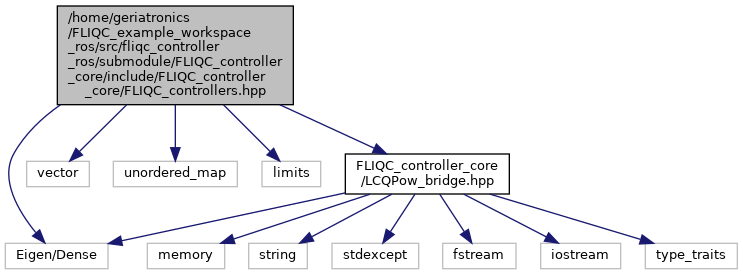 /home/geriatronics
/FLIQC_example_workspace
_ros/src/fliqc_controller
_ros/submodule/FLIQC_controller
_core/include/FLIQC_controller
_core/FLIQC_controllers.hpp
vector
unordered_map
limits
FLIQC_controller_core
/LCQPow_bridge.hpp
Eigen/Dense
memory
string
stdexcept
fstream
iostream
type_traits